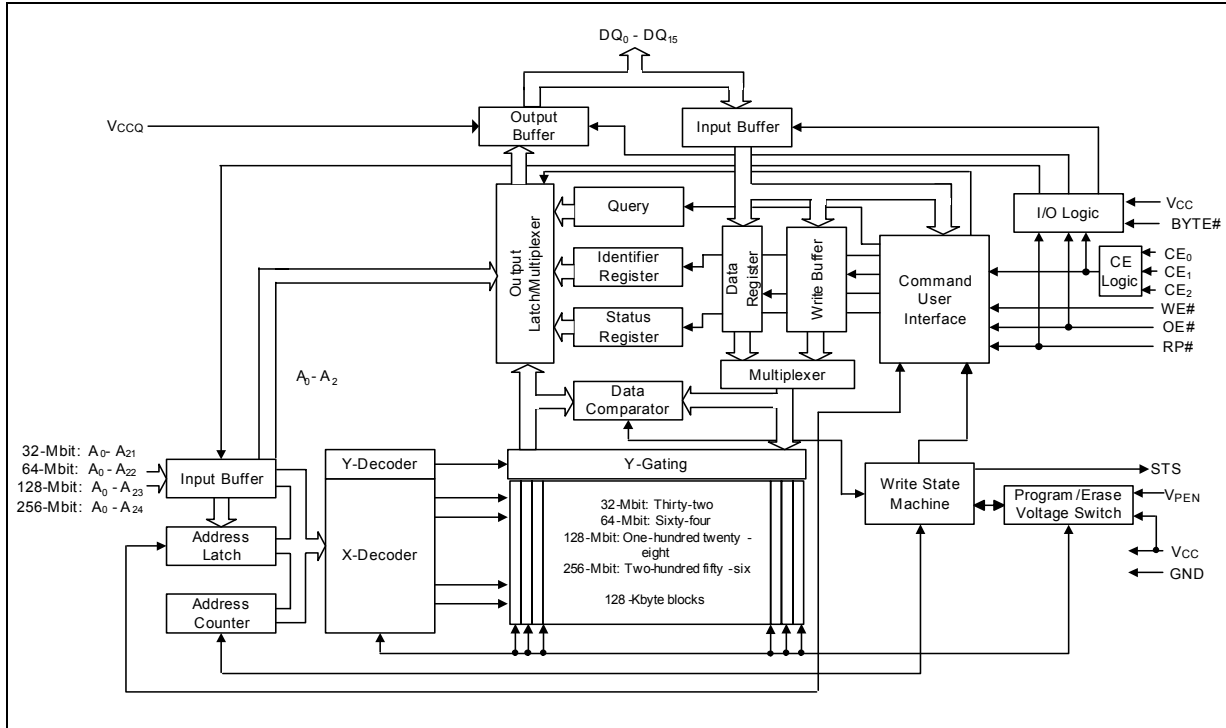 DQ0 - DQ15
VCCQ
Output
Buffer
Input Buffer
Query
I/O Logic
VCC
BYTE#
Output
Latch/Multiplexer
Identifier
Register
Data
Register
Write Buffer
Command
User
Interface
CE
Logic
CE0
CE1
CE2
WE#
OE#
RP#
Status
Register
A0- A2
Multiplexer
Data
Comparator
32-Mbit: A0- A21
64-Mbit: A0 - A22
128-Mbit: A0 - A23
256-Mbit: A0 - A24
Input Buffer
Y-Decoder
Y-Gating
Write State
Machine
STS
Program /Erase
Voltage Switch
VPEN
VCC
GND
Address
Latch
X-Decoder
32-Mbit: Thirty-two
64-Mbit: Sixty-four
128-Mbit: One-hundred twenty -
eight
256-Mbit: Two-hundred fifty -six
128 -Kbyte blocks
Address
Counter